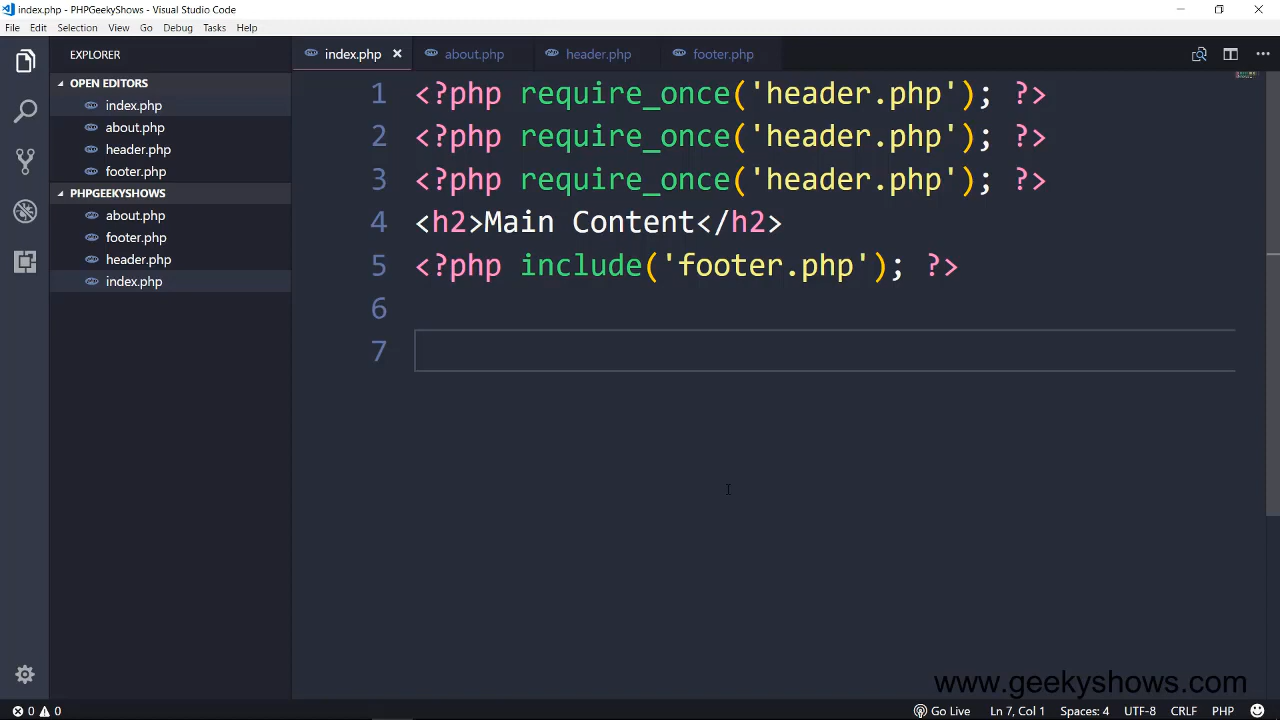 index.php - PHPGeekyShows - Visual Studio Code
File Edit Selection View Go Debug Tasks Help
EXPLORER
OPEN EDITORS
index.php
about.php
header.php
footer.php
PHPGEEKYSHOWS
about.php
footer.php
header.php
index.php
index.php about.php header.php footer.php
1 <?php require_once('header.php'); ?>
2 <?php require_once('header.php'); ?>
3 <?php require_once('header.php'); ?>
4 <h2>Main Content</h2>
5 <?php include('footer.php'); ?>
6
7
www.geekyshows.com
0 0 Go Live Ln 7, Col 1 Spaces: 4 UTF-8 CRLF PHP